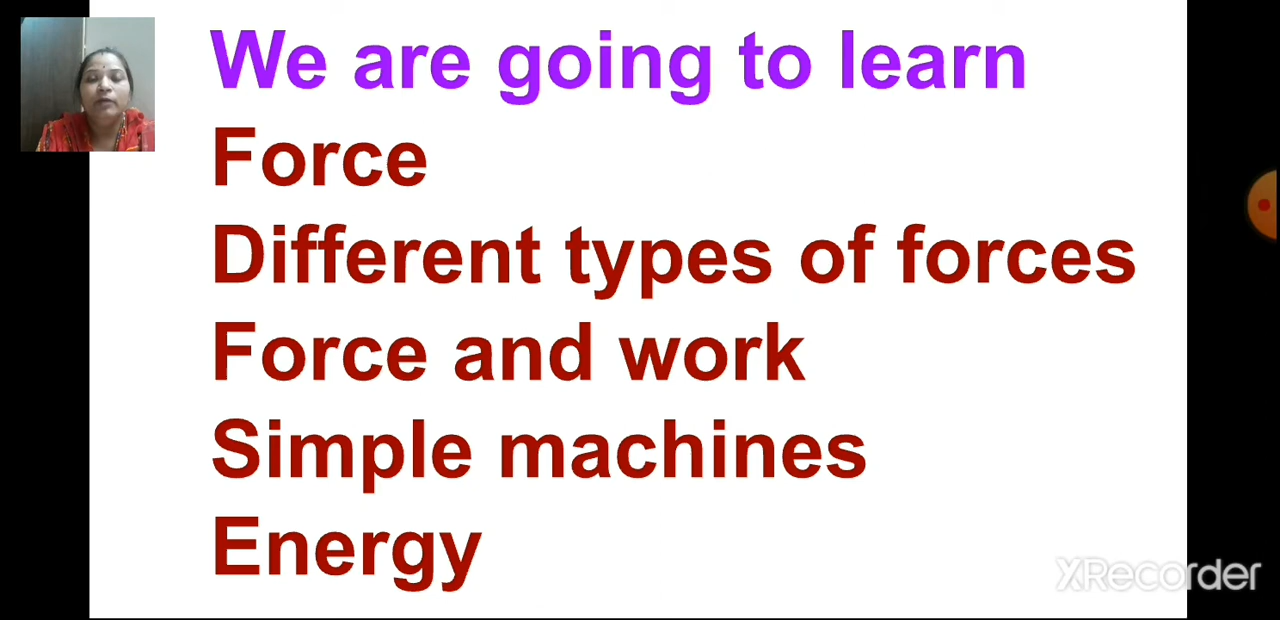 We are going to learn
Force
Different types of forces
Force and work
Simple machines
Energy
XRecorder